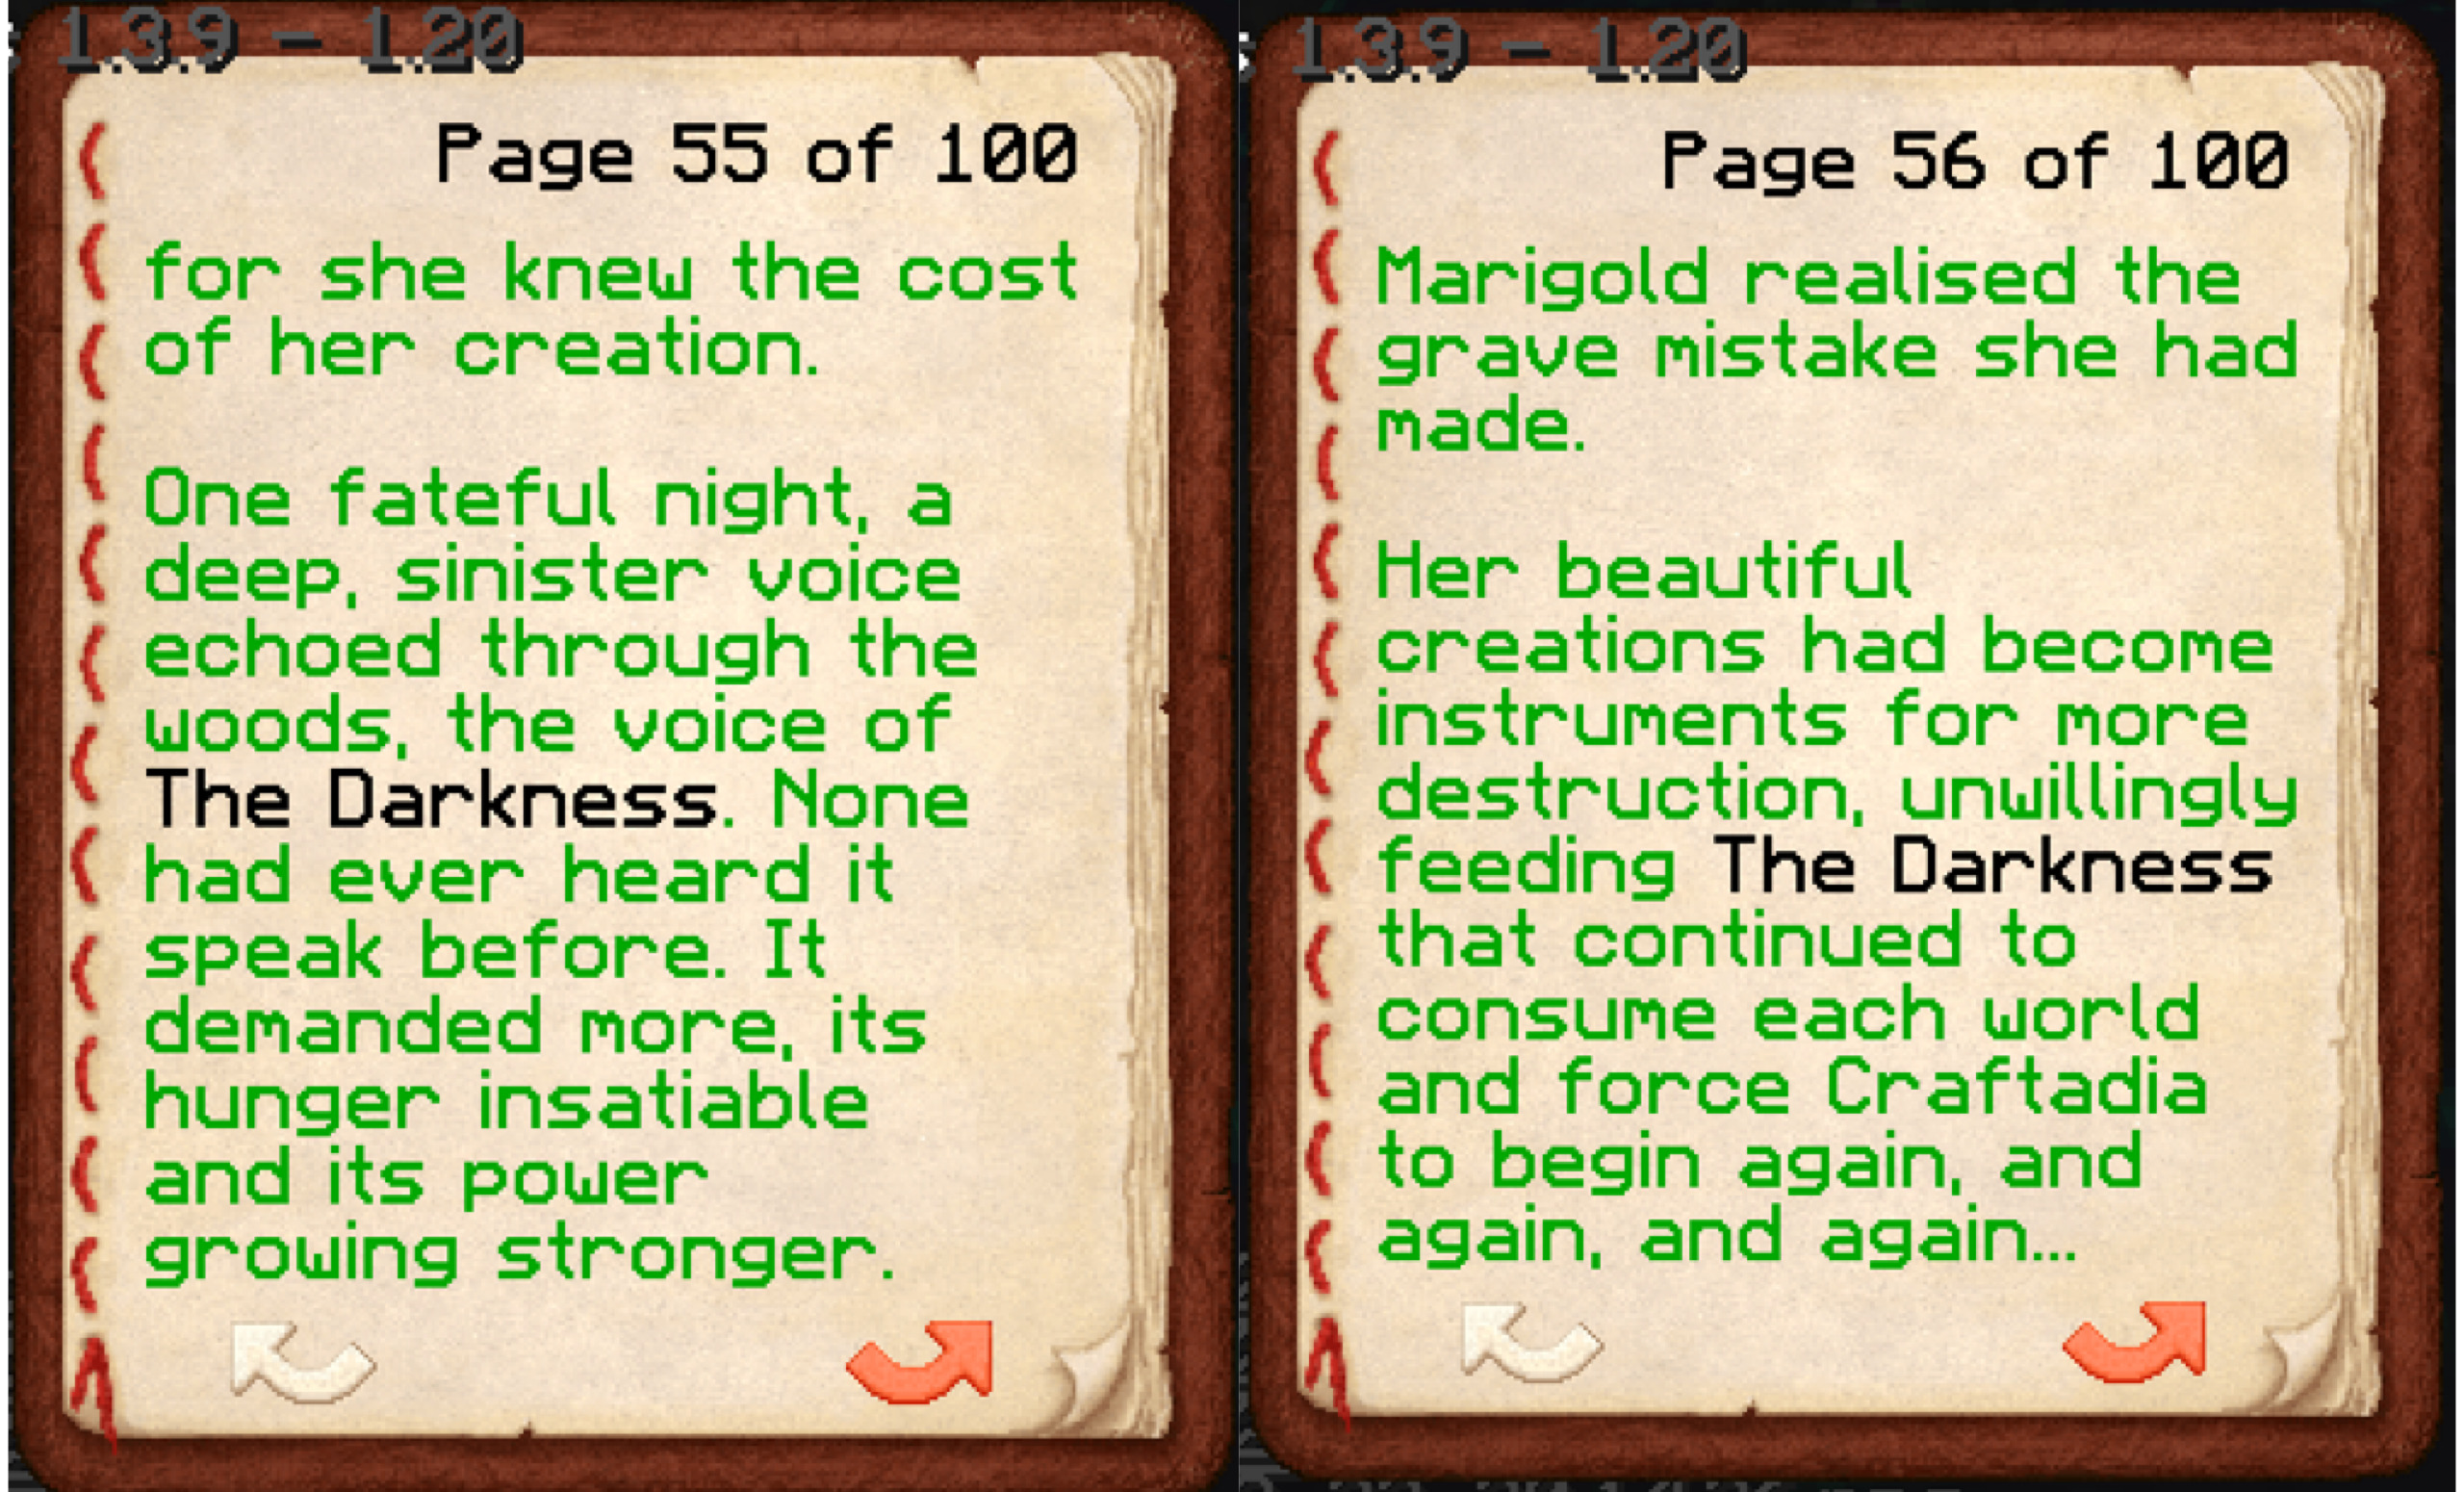 1.3.9 - 1.20
Page 55 of 100
for she knew the cost
of her creation.
One fateful night, a
deep, sinister voice
echoed through the
woods, the voice of
The Darkness. None
had ever heard it
speak before. It
demanded more, its
hunger insatiable
and its power
growing stronger.
1.3.9 - 1.20
Page 56 of 100
Marigold realised the
grave mistake she had
made.
Her beautiful
creations had become
instruments for more
destruction, unwillingly
feeding The Darkness
that continued to
consume each world
and force Craftadia
to begin again, and
again, and again...